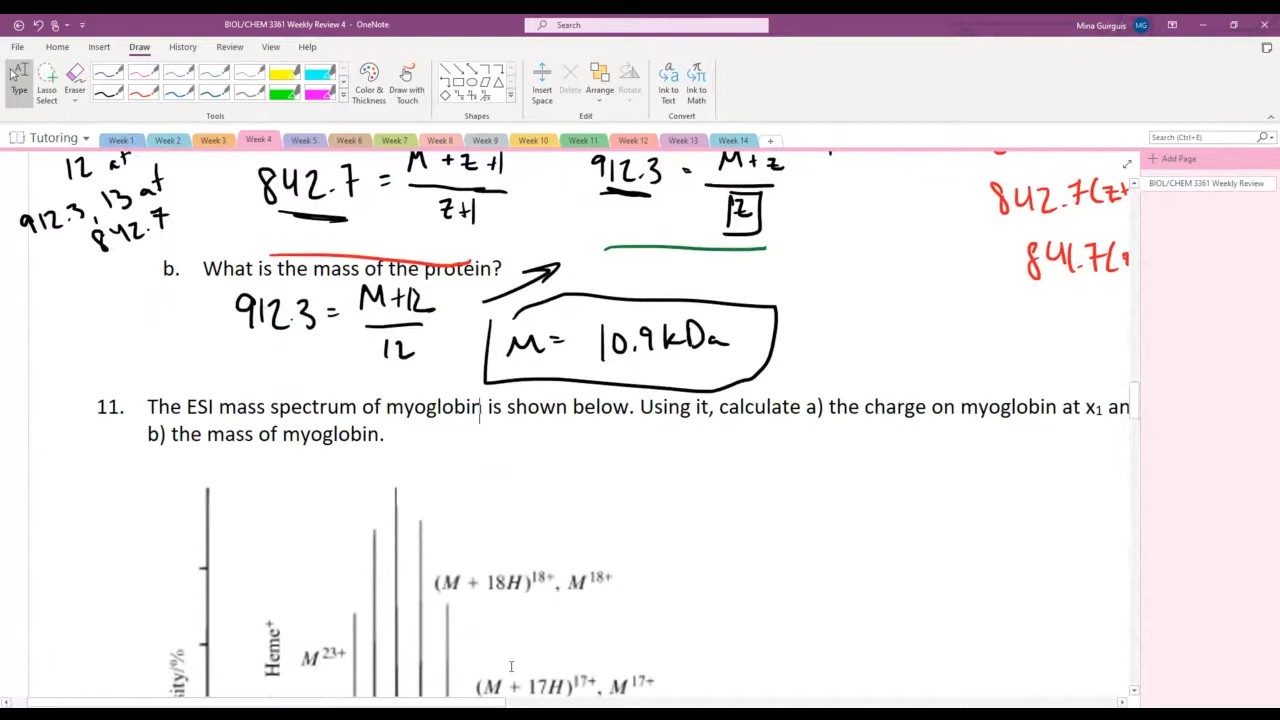 BIOL/CHEM 3361 Weekly Review 4 - OneNote
Search
Mina Guirguis
MG
File Home Insert Draw History Review View Help
Type
Lasso Select
Eraser
Color & Thickness
Draw with Touch
Insert Space
Delete
Arrange
Rotate
Ink to Text
Ink to Math
Tools
Shapes
Edit
Convert
Tutoring
Week 1 Week 2 Week 3 Week 4 Week 5 Week 6 Week 7 Week 8 Week 9 Week 10 Week 11 Week 12 Week 13 Week 14
Search (Ctrl+E)
Add Page
BIOL/CHEM 3361 Weekly Review
12 at
912.3, 13 at
842.7
842.7 = M + z + 1
z+1
912.3 = M + z
z
842.7(z+
841.7(
b. What is the mass of the protein?
912.3 = M+12
12
M = 10.9 kDa
11. The ESI mass spectrum of myoglobin is shown below. Using it, calculate a) the charge on myoglobin at x₁ an
b) the mass of myoglobin.
(M + 18H)¹⁸⁺, M¹⁸⁺
Heme⁺
M²³⁺
sity/%
(M + 17H)¹⁷⁺, M¹⁷⁺